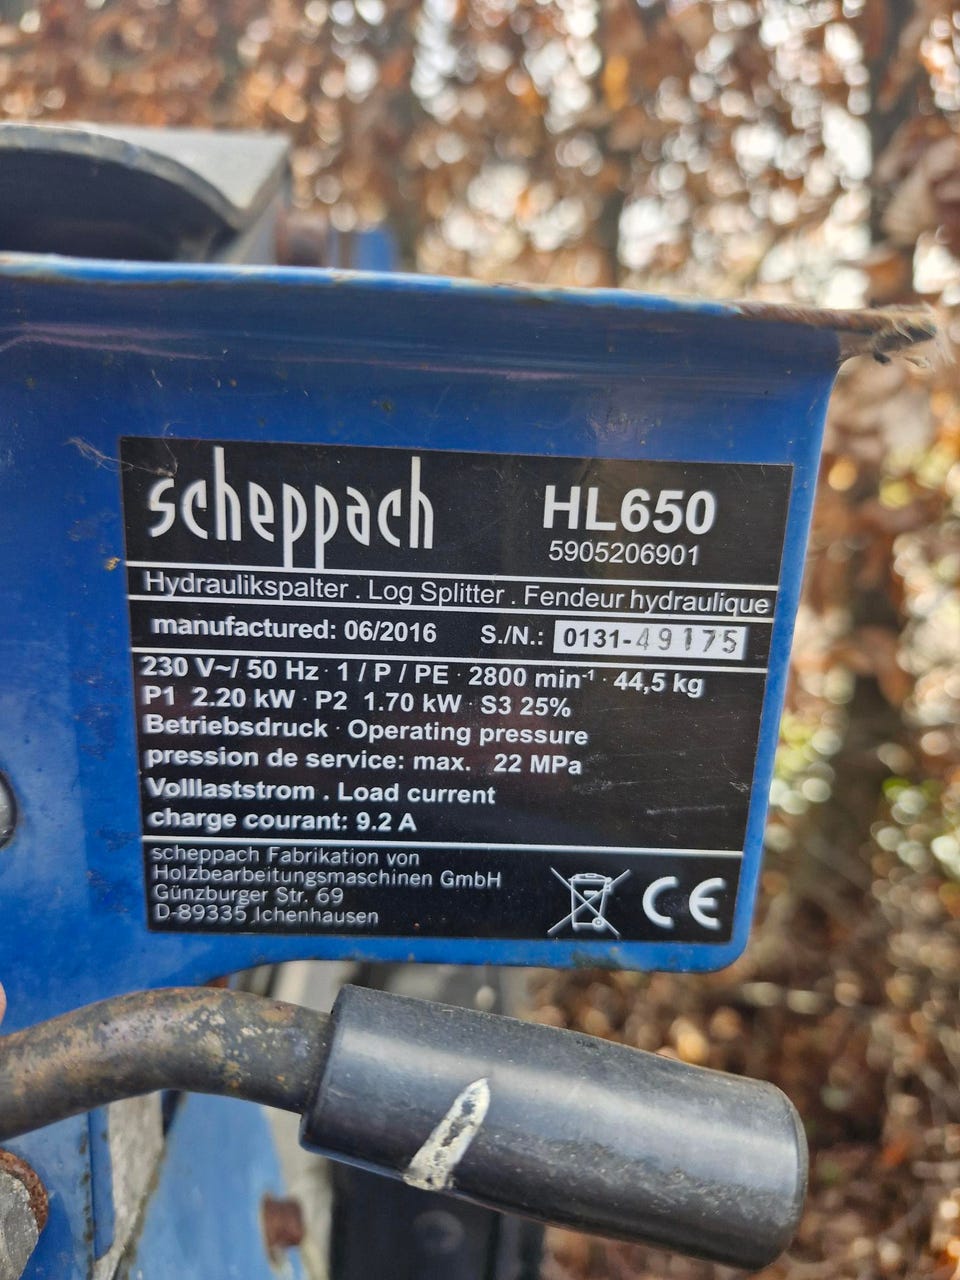 scheppach
HL650
5905206901
Hydraulikspalter . Log Splitter . Fendeur hydraulique
manufactured: 06/2016 S./N.: 0131-49175
230 V~/ 50 Hz · 1 / P / PE · 2800 min⁻¹ · 44,5 kg
P1 2.20 kW · P2 1.70 kW · S3 25%
Betriebsdruck · Operating pressure
pression de service: max. 22 MPa
Volllaststrom . Load current
charge courant: 9.2 A
scheppach Fabrikation von
Holzbearbeitungsmaschinen GmbH
Günzburger Str. 69
D-89335 Ichenhausen
CE